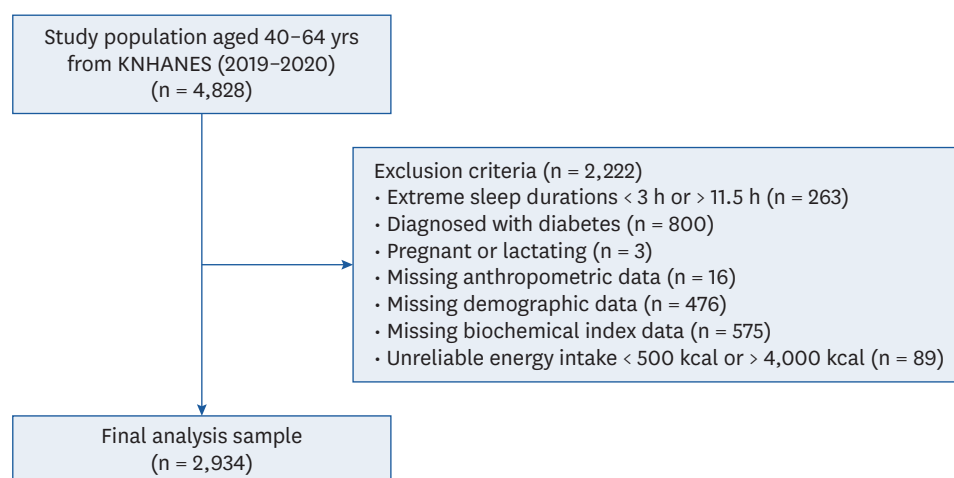 Study population aged 40–64 yrs
from KNHANES (2019–2020)
(n = 4,828)
Exclusion criteria (n = 2,222)
· Extreme sleep durations < 3 h or > 11.5 h (n = 263)
· Diagnosed with diabetes (n = 800)
· Pregnant or lactating (n = 3)
· Missing anthropometric data (n = 16)
· Missing demographic data (n = 476)
· Missing biochemical index data (n = 575)
· Unreliable energy intake < 500 kcal or > 4,000 kcal (n = 89)
Final analysis sample
(n = 2,934)